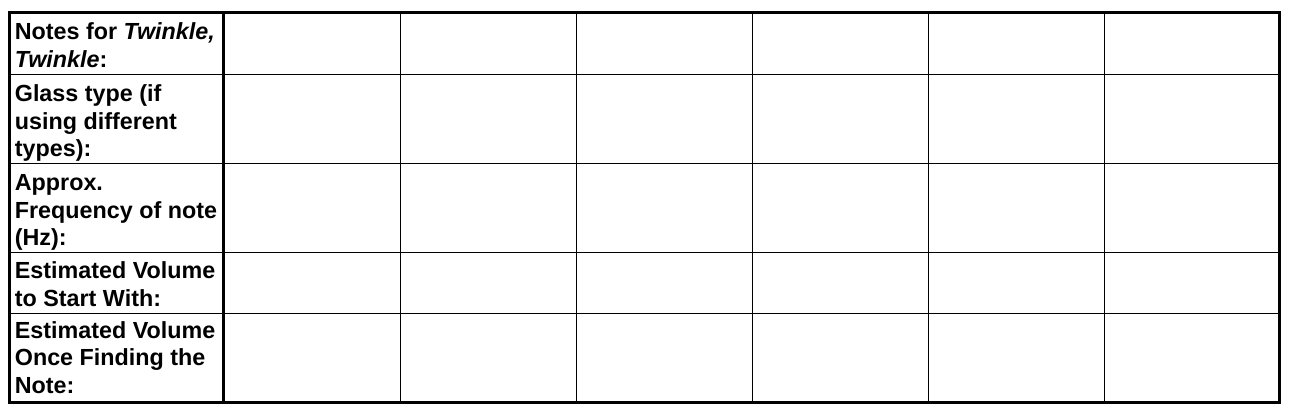 Notes for Twinkle,
Twinkle:
Glass type (if
using different
types):
Approx.
Frequency of note
(Hz):
Estimated Volume
to Start With:
Estimated Volume
Once Finding the
Note: